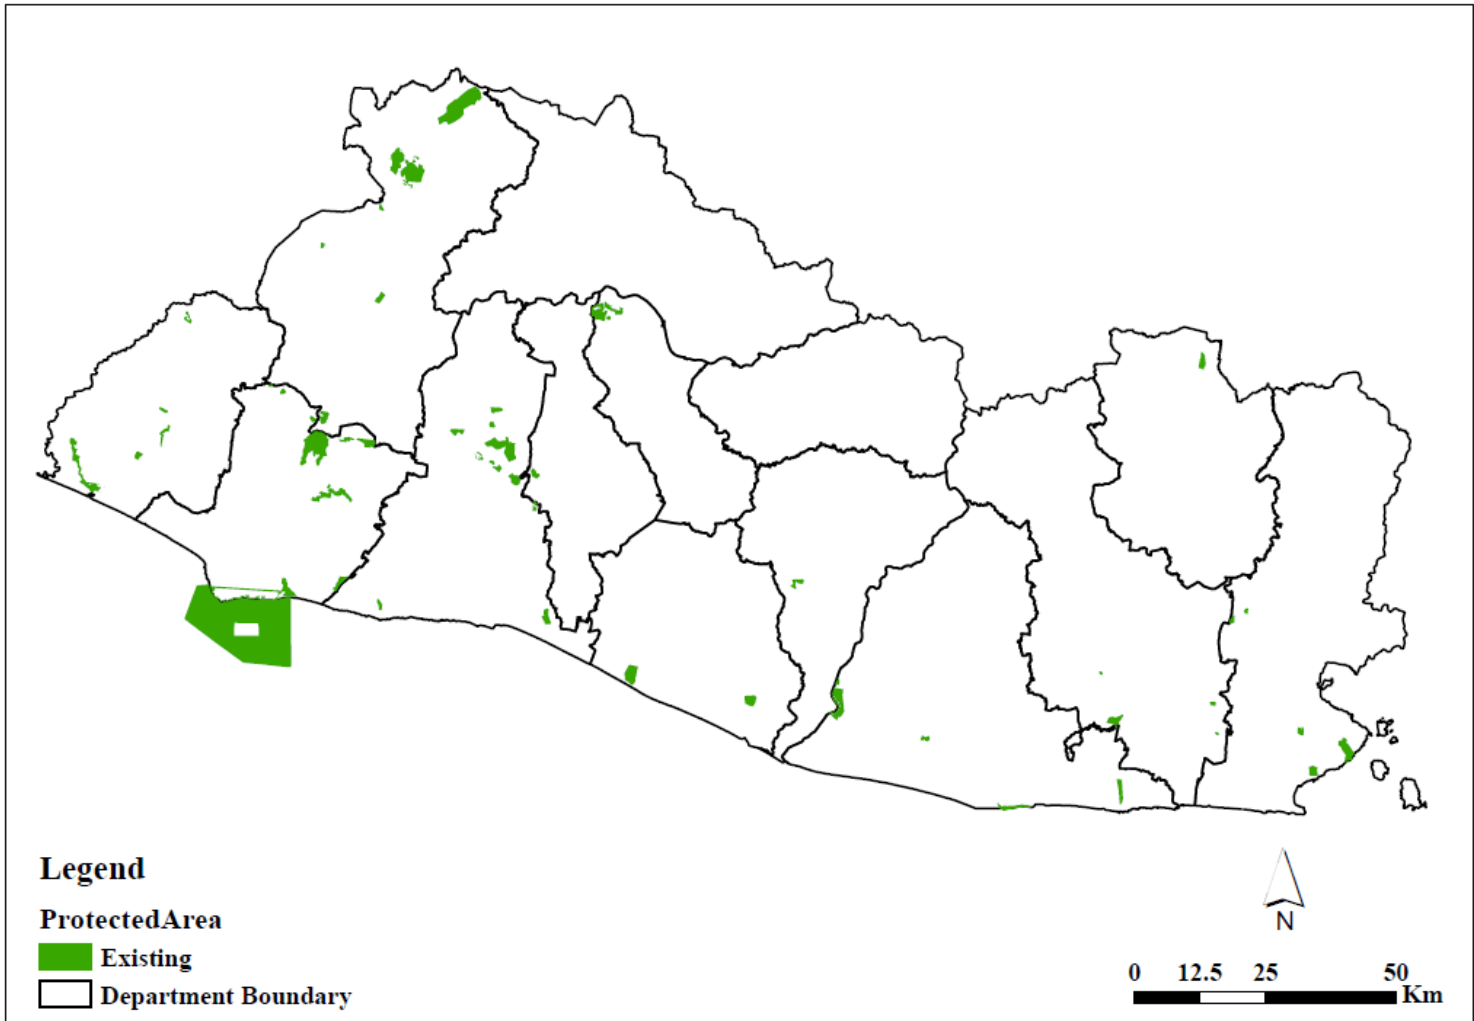 Legend
ProtectedArea
Existing
Department Boundary
N
0 12.5 25 50
Km